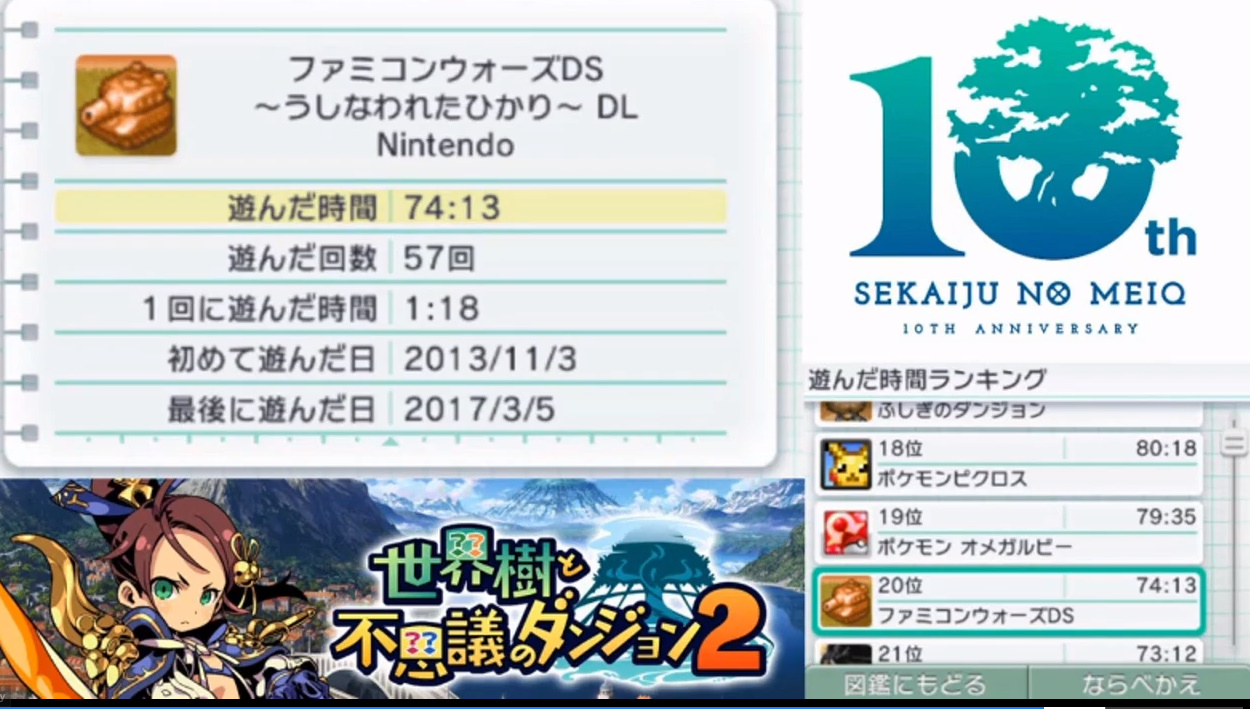 ファミコンウォーズDS
～うしなわれたひかり～ DL
Nintendo
遊んだ時間 74:13
遊んだ回数 57回
1回に遊んだ時間 1:18
初めて遊んだ日 2013/11/3
最後に遊んだ日 2017/3/5
10th
SEKAIJU NO MEIQ
10TH ANNIVERSARY
遊んだ時間ランキング
ふしぎのダンジョン
18位 80:18
ポケモンピクロス
19位 79:35
ポケモン オメガルビー
20位 74:13
ファミコンウォーズDS
21位 73:12
図鑑にもどる ならべかえ
世界樹と
不思議のダンジョン2
??
??